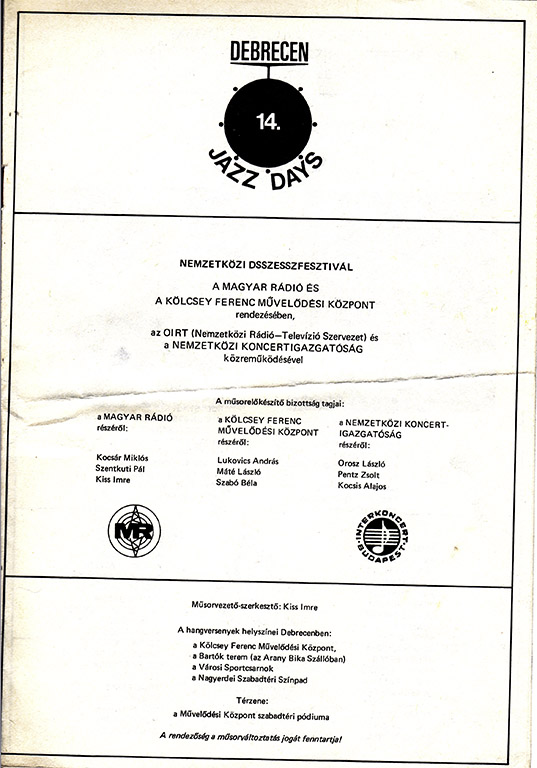 DEBRECEN
14.
JAZZ DAYS
NEMZETKÖZI DSSZESSZFESZTIVÁL
A MAGYAR RÁDIÓ ÉS
A KÖLCSEY FERENC MŰVELŐDÉSI KÖZPONT
rendezésében,
az OIRT (Nemzetközi Rádió—Televízió Szervezet) és
a NEMZETKÖZI KONCERTIGAZGATÓSÁG
közreműködésével
A műsorelőkészítő bizottság tagjai:
a MAGYAR RÁDIÓ
részéről:
Kocsár Miklós
Szentkuti Pál
Kiss Imre
a KÖLCSEY FERENC
MŰVELŐDÉSI KÖZPONT
részéről:
Lukovics András
Máté László
Szabó Béla
a NEMZETKÖZI KONCERT-
IGAZGATÓSÁG
részéről:
Orosz László
Pentz Zsolt
Kocsis Alajos
MR
INTERKONCERT
BUDAPEST
Műsorvezető-szerkesztő: Kiss Imre
A hangversenyek helyszínei Debrecenben:
a Kölcsey Ferenc Művelődési Központ,
a Bartók terem (az Arany Bika Szállóban)
a Városi Sportcsarnok
a Nagyerdei Szabadtéri Színpad
Térzene:
a Művelődési Központ szabadtéri pódiuma
A rendezőség a műsorváltoztatás jogát fenntartja!